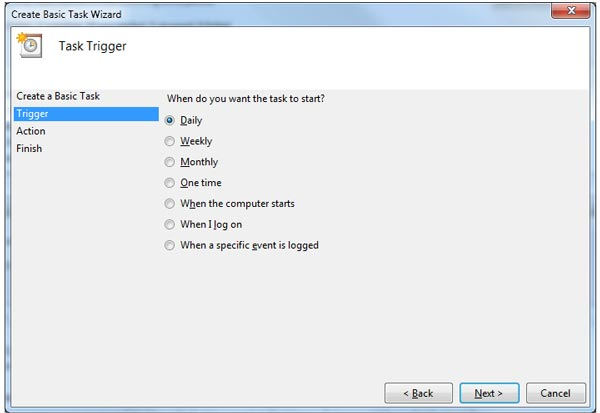 Create Basic Task Wizard
Task Trigger
Create a Basic Task
Trigger
Action
Finish
When do you want the task to start?
Daily
Weekly
Monthly
One time
When the computer starts
When I log on
When a specific event is logged
< Back
Next >
Cancel